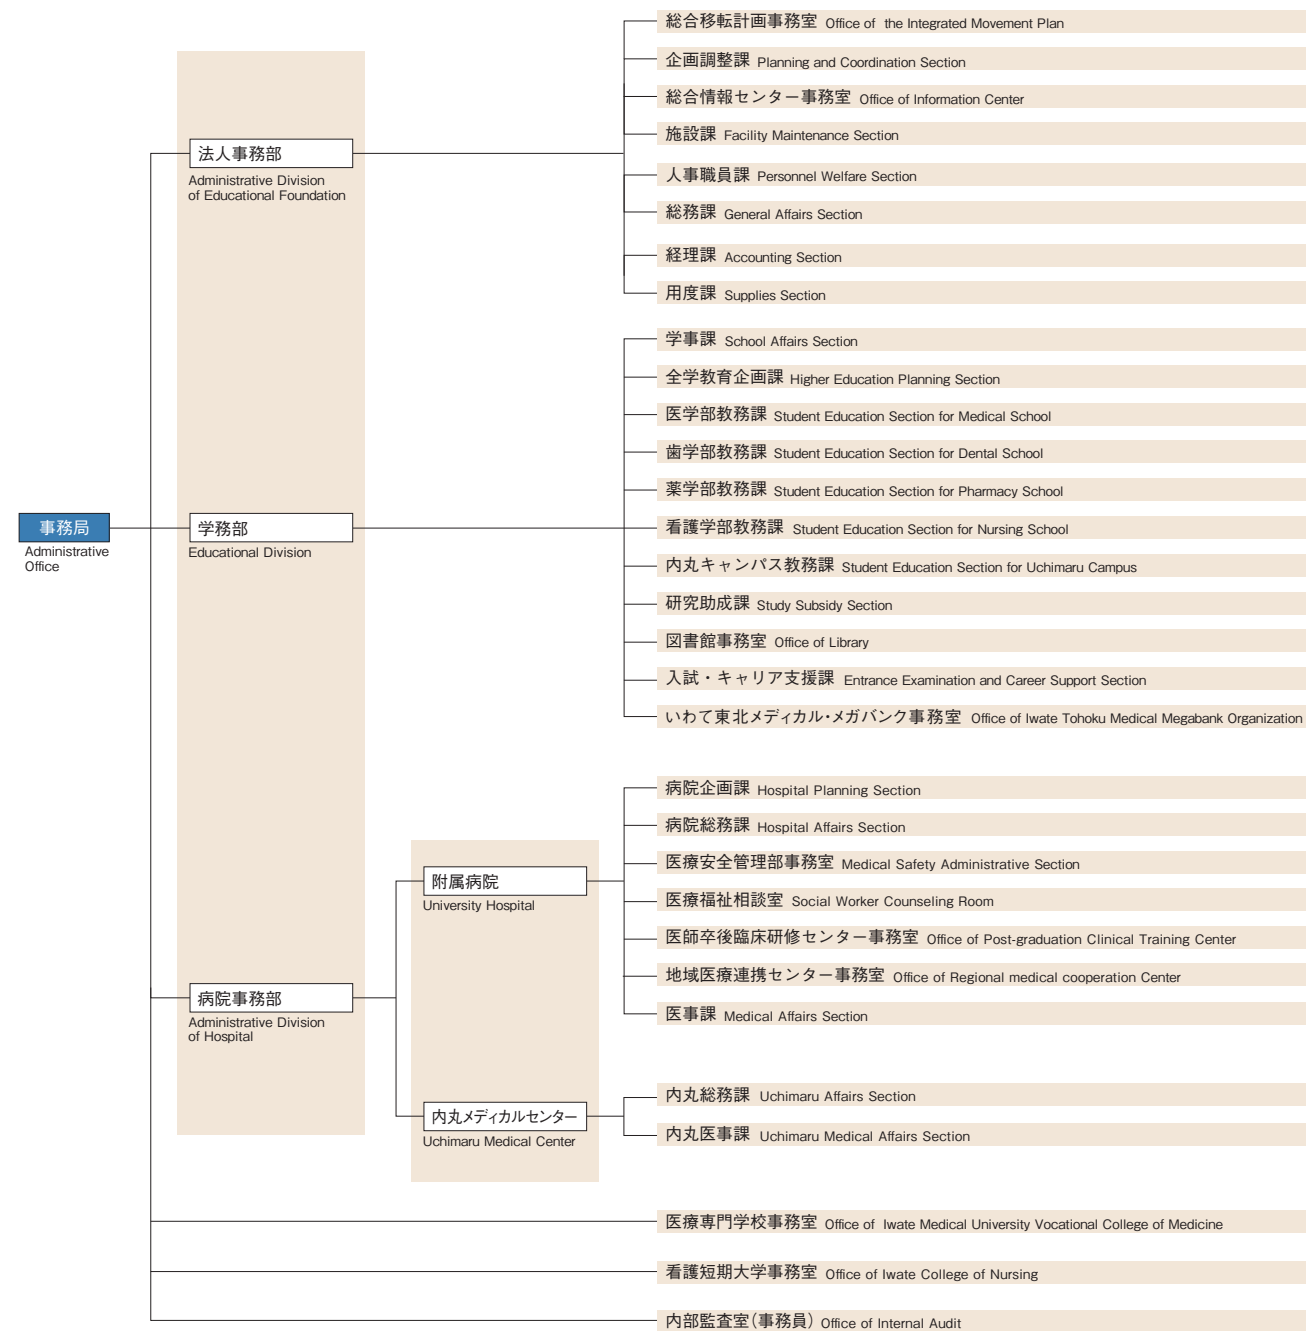 事務局
Administrative
Office
法人事務部
Administrative Division
of Educational Foundation
総合移転計画事務室 Office of the Integrated Movement Plan
企画調整課 Planning and Coordination Section
総合情報センター事務室 Office of Information Center
施設課 Facility Maintenance Section
人事職員課 Personnel Welfare Section
総務課 General Affairs Section
経理課 Accounting Section
用度課 Supplies Section
学務部
Educational Division
学事課 School Affairs Section
全学教育企画課 Higher Education Planning Section
医学部教務課 Student Education Section for Medical School
歯学部教務課 Student Education Section for Dental School
薬学部教務課 Student Education Section for Pharmacy School
看護学部教務課 Student Education Section for Nursing School
内丸キャンパス教務課 Student Education Section for Uchimaru Campus
研究助成課 Study Subsidy Section
図書館事務室 Office of Library
入試・キャリア支援課 Entrance Examination and Career Support Section
いわて東北メディカル・メガバンク事務室 Office of Iwate Tohoku Medical Megabank Organization
病院事務部
Administrative Division
of Hospital
附属病院
University Hospital
病院企画課 Hospital Planning Section
病院総務課 Hospital Affairs Section
医療安全管理部事務室 Medical Safety Administrative Section
医療福祉相談室 Social Worker Counseling Room
医師卒後臨床研修センター事務室 Office of Post-graduation Clinical Training Center
地域医療連携センター事務室 Office of Regional medical cooperation Center
医事課 Medical Affairs Section
内丸メディカルセンター
Uchimaru Medical Center
内丸総務課 Uchimaru Affairs Section
内丸医事課 Uchimaru Medical Affairs Section
医療専門学校事務室 Office of Iwate Medical University Vocational College of Medicine
看護短期大学事務室 Office of Iwate College of Nursing
内部監査室(事務員) Office of Internal Audit